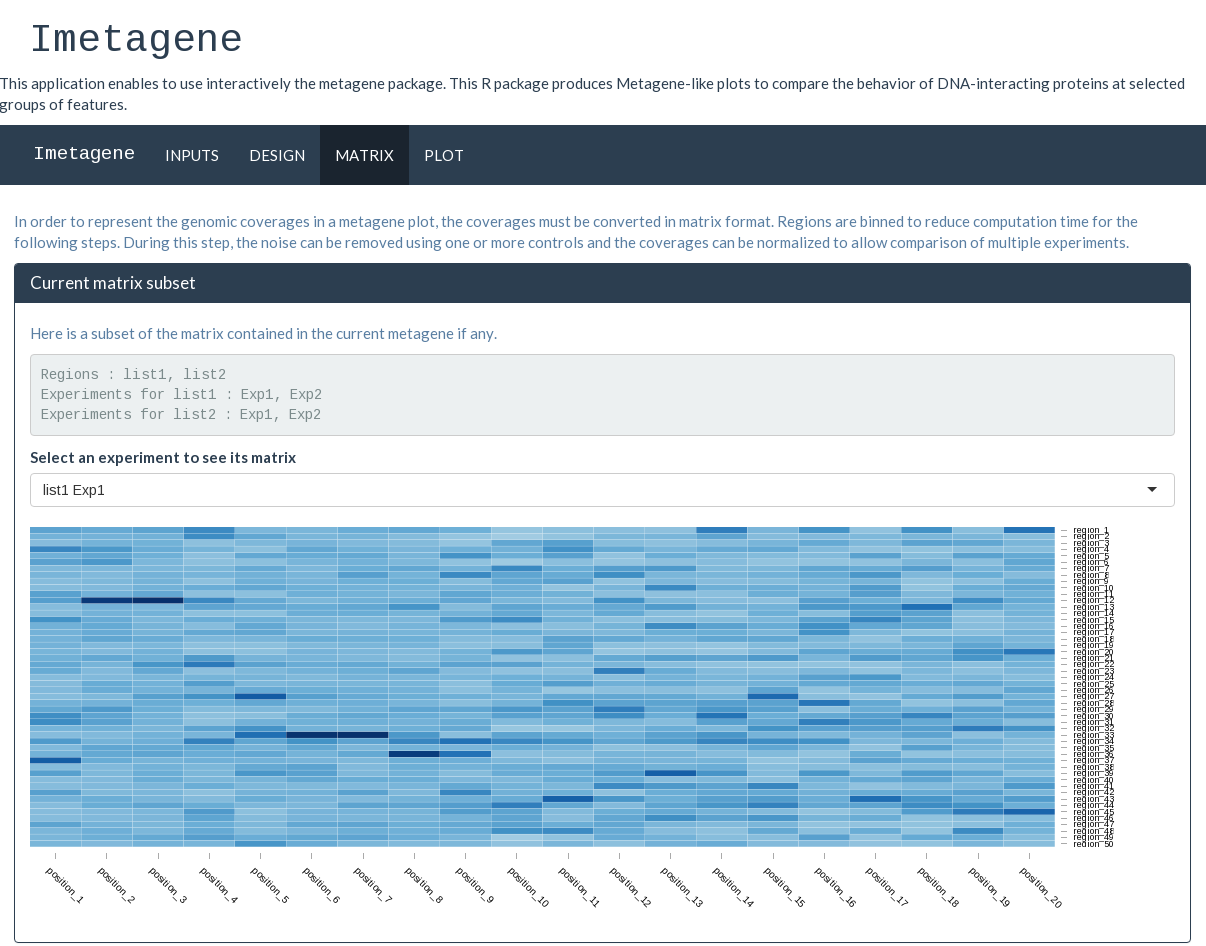 Imetagene
This application enables to use interactively the metagene package. This R package produces Metagene-like plots to compare the behavior of DNA-interacting proteins at selected
groups of features.
Imetagene INPUTS DESIGN MATRIX PLOT
In order to represent the genomic coverages in a metagene plot, the coverages must be converted in matrix format. Regions are binned to reduce computation time for the
following steps. During this step, the noise can be removed using one or more controls and the coverages can be normalized to allow comparison of multiple experiments.
Current matrix subset
Here is a subset of the matrix contained in the current metagene if any.
Regions : list1, list2
Experiments for list1 : Exp1, Exp2
Experiments for list2 : Exp1, Exp2
Select an experiment to see its matrix
list1 Exp1
region_1
region_2
region_3
region_4
region_5
region_6
region_7
region_8
region_9
region_10
region_11
region_12
region_13
region_14
region_15
region_16
region_17
region_18
region_19
region_20
region_21
region_22
region_23
region_24
region_25
region_26
region_27
region_28
region_29
region_30
region_31
region_32
region_33
region_34
region_35
region_36
region_37
region_38
region_39
region_40
region_41
region_42
region_43
region_44
region_45
region_46
region_47
region_48
region_49
region_50
position_1 position_2 position_3 position_4 position_5 position_6 position_7 position_8 position_9 position_10 position_11 position_12 position_13 position_14 position_15 position_16 position_17 position_18 position_19 position_20